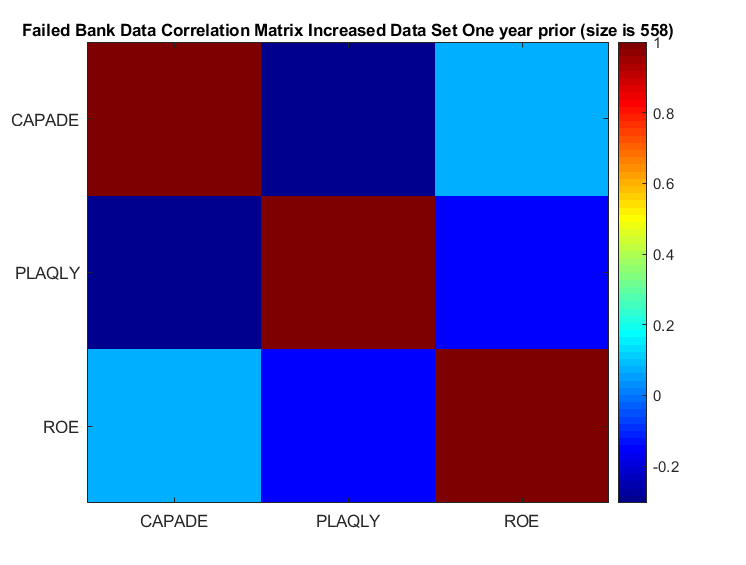 Failed Bank Data Correlation Matrix Increased Data Set One year prior (size is 558)
CAPADE
PLAQLY
ROE
CAPADE PLAQLY ROE
1
0.8
0.6
0.4
0.2
0
-0.2